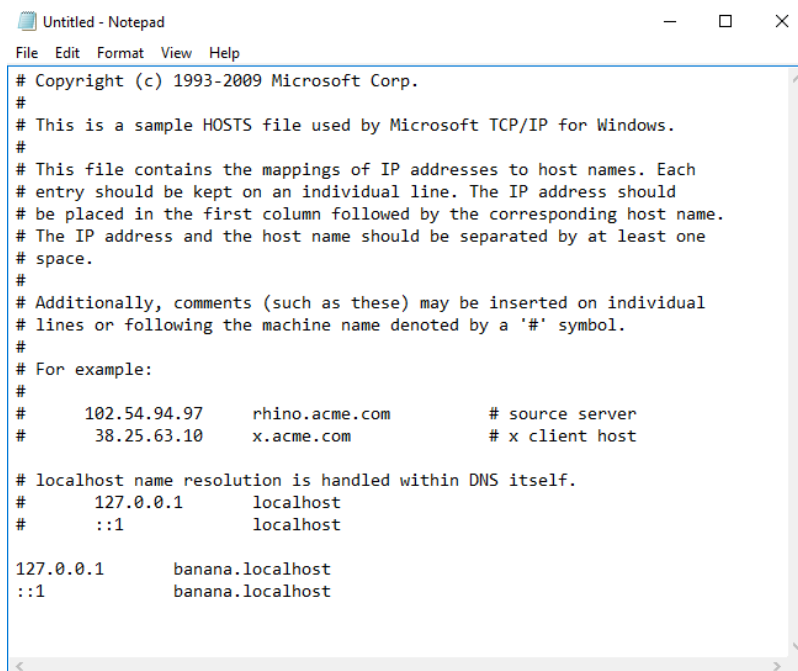 Untitled - Notepad
File Edit Format View Help
# Copyright (c) 1993-2009 Microsoft Corp.
#
# This is a sample HOSTS file used by Microsoft TCP/IP for Windows.
#
# This file contains the mappings of IP addresses to host names. Each
# entry should be kept on an individual line. The IP address should
# be placed in the first column followed by the corresponding host name.
# The IP address and the host name should be separated by at least one
# space.
#
# Additionally, comments (such as these) may be inserted on individual
# lines or following the machine name denoted by a '#' symbol.
#
# For example:
#
#      102.54.94.97     rhino.acme.com          # source server
#       38.25.63.10     x.acme.com              # x client host

# localhost name resolution is handled within DNS itself.
#       127.0.0.1       localhost
#       ::1             localhost

127.0.0.1       banana.localhost
::1             banana.localhost